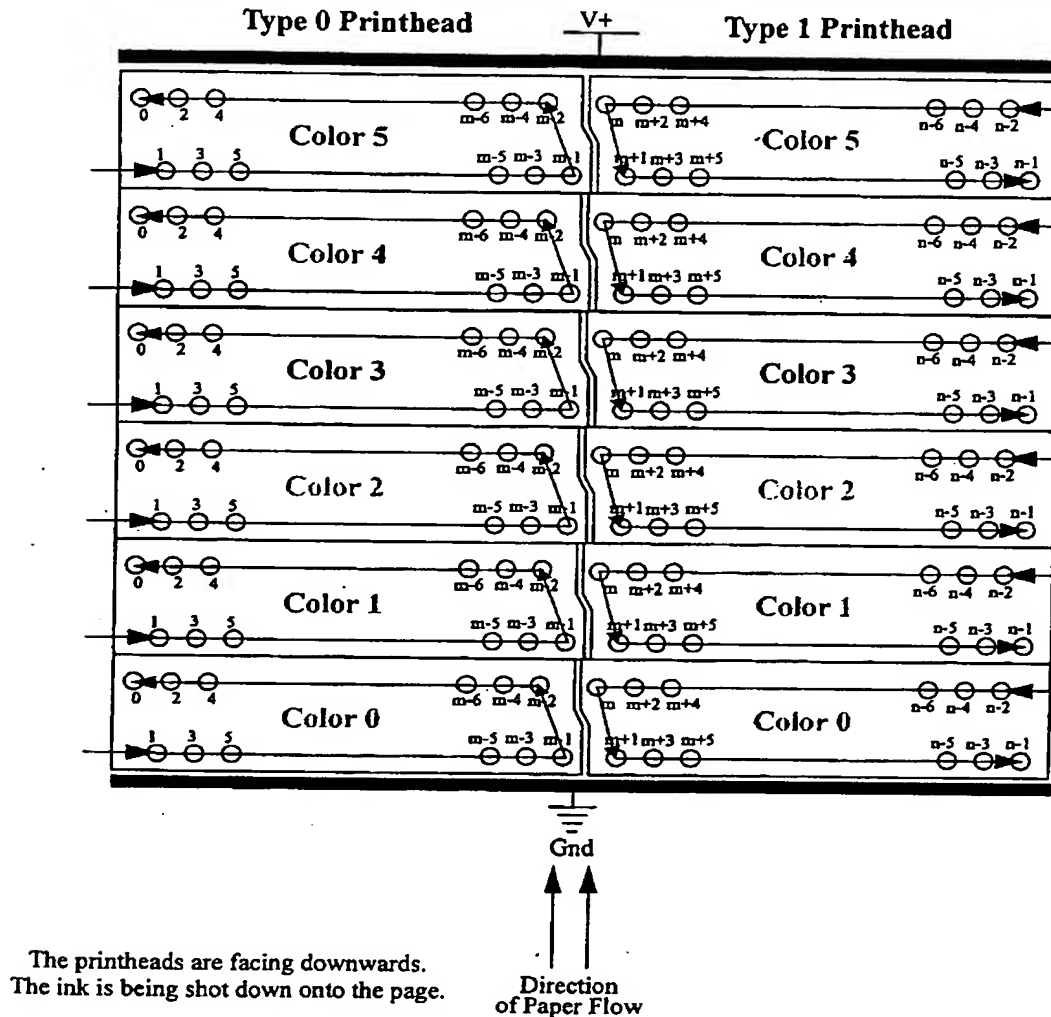 Type 0 Printhead V+ Type 1 Printhead
0 2 4 m-6 m-4 m-2 m m+2 m+4 n-6 n-4 n-2
Color 5 Color 5
1 3 5 m-5 m-3 m-1 m+1 m+3 m+5 n-5 n-3 n-1
0 2 4 m-6 m-4 m-2 m m+2 m+4 n-6 n-4 n-2
Color 4 Color 4
1 3 5 m-5 m-3 m-1 m+1 m+3 m+5 n-5 n-3 n-1
0 2 4 m-6 m-4 m-2 m m+2 m+4 n-6 n-4 n-2
Color 3 Color 3
1 3 5 m-5 m-3 m-1 m+1 m+3 m+5 n-5 n-3 n-1
0 2 4 m-6 m-4 m-2 m m+2 m+4 n-6 n-4 n-2
Color 2 Color 2
1 3 5 m-5 m-3 m-1 m+1 m+3 m+5 n-5 n-3 n-1
0 2 4 m-6 m-4 m-2 m m+2 m+4 n-6 n-4 n-2
Color 1 Color 1
1 3 5 m-5 m-3 m-1 m+1 m+3 m+5 n-5 n-3 n-1
0 2 4 m-6 m-4 m-2 m m+2 m+4 n-6 n-4 n-2
Color 0 Color 0
1 3 5 m-5 m-3 m-1 m+1 m+3 m+5 n-5 n-3 n-1
Gnd
The printheads are facing downwards.
The ink is being shot down onto the page.
Direction
of Paper Flow